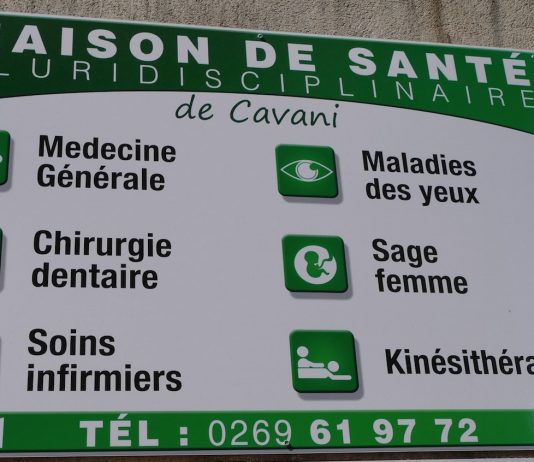 AISON DE SANTÉ
LURIDISCIPLINAIRE
de Cavani
Medecine
Générale
Maladies
des yeux
Chirurgie
dentaire
Sage
femme
Soins
infirmiers
Kinésithéra
TÉL : 0269 61 97 72